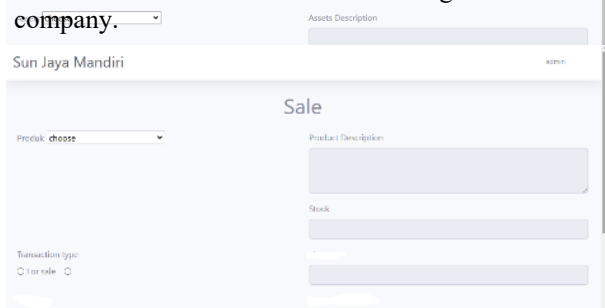 company.
Assets Description
Sun Jaya Mandiri
admin
Sale
Produk choose
Product Description
Stock
Transaction type
For sale